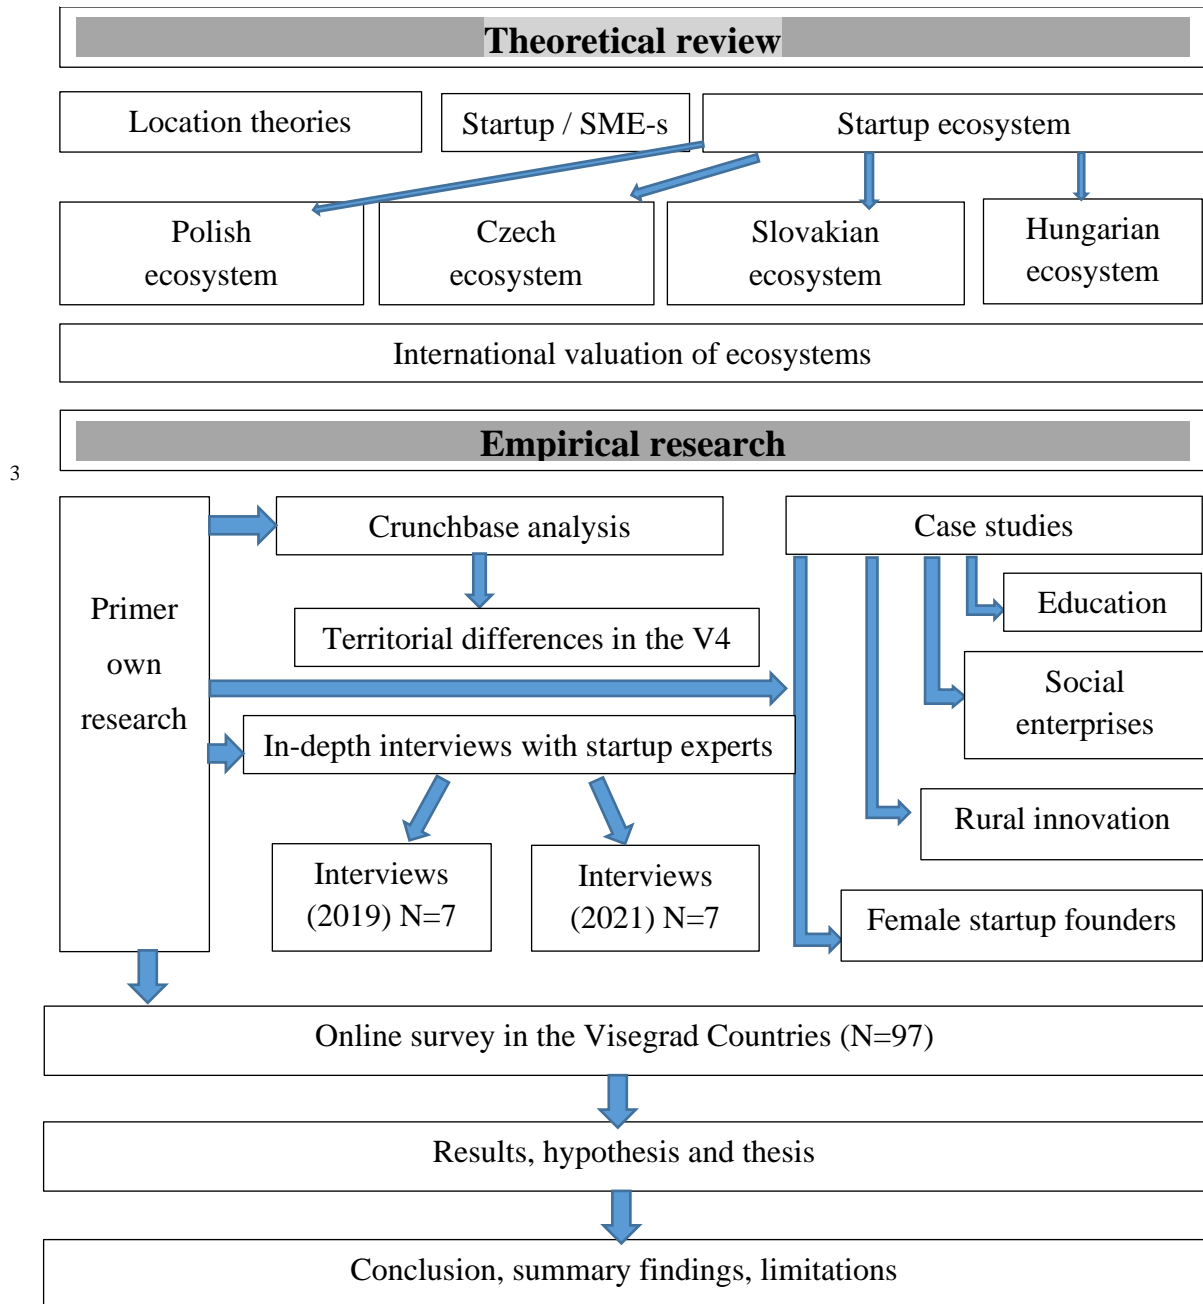 Theoretical review
Location theories
Startup / SME-s
Startup ecosystem
Polish
ecosystem
Czech
ecosystem
Slovakian
ecosystem
Hungarian
ecosystem
International valuation of ecosystems
Empirical research
3
Primer
own
research
Crunchbase analysis
Territorial differences in the V4
In-depth interviews with startup experts
Interviews
(2019) N=7
Interviews
(2021) N=7
Case studies
Education
Social
enterprises
Rural innovation
Female startup founders
Online survey in the Visegrad Countries (N=97)
Results, hypothesis and thesis
Conclusion, summary findings, limitations